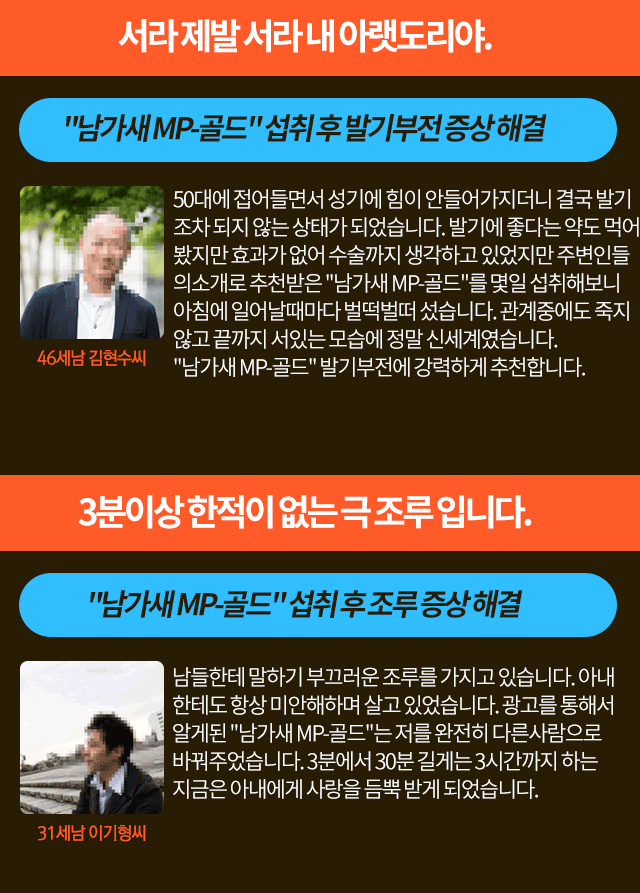 서라 제발 서라 내 아랫도리야.
"남가새 MP-골드" 섭취 후 발기부전 증상 해결
50대에 접어들면서 성기에 힘이 안들어가지더니 결국 발기
조차 되지 않는 상태가 되었습니다. 발기에 좋다는 약도 먹어
봤지만 효과가 없어 수술까지 생각하고 있었지만 주변인들
의소개로 추천받은 "남가새 MP-골드"를 몇일 섭취해보니
아침에 일어날때마다 벌떡벌떠 섰습니다. 관계중에도 죽지
않고 끝까지 서있는 모습에 정말 신세계였습니다.
"남가새 MP-골드" 발기부전에 강력하게 추천합니다.
46세남 김현수씨
3분이상 한적이 없는 극 조루 입니다.
"남가새 MP-골드" 섭취 후 조루 증상 해결
남들한테 말하기 부끄러운 조루를 가지고 있습니다. 아내
한테도 항상 미안해하며 살고 있었습니다. 광고를 통해서
알게된 "남가새 MP-골드"는 저를 완전히 다른사람으로
바꿔주었습니다. 3분에서 30분 길게는 3시간까지 하는
지금은 아내에게 사랑을 듬뿍 받게 되었습니다.
31세남 이기형씨